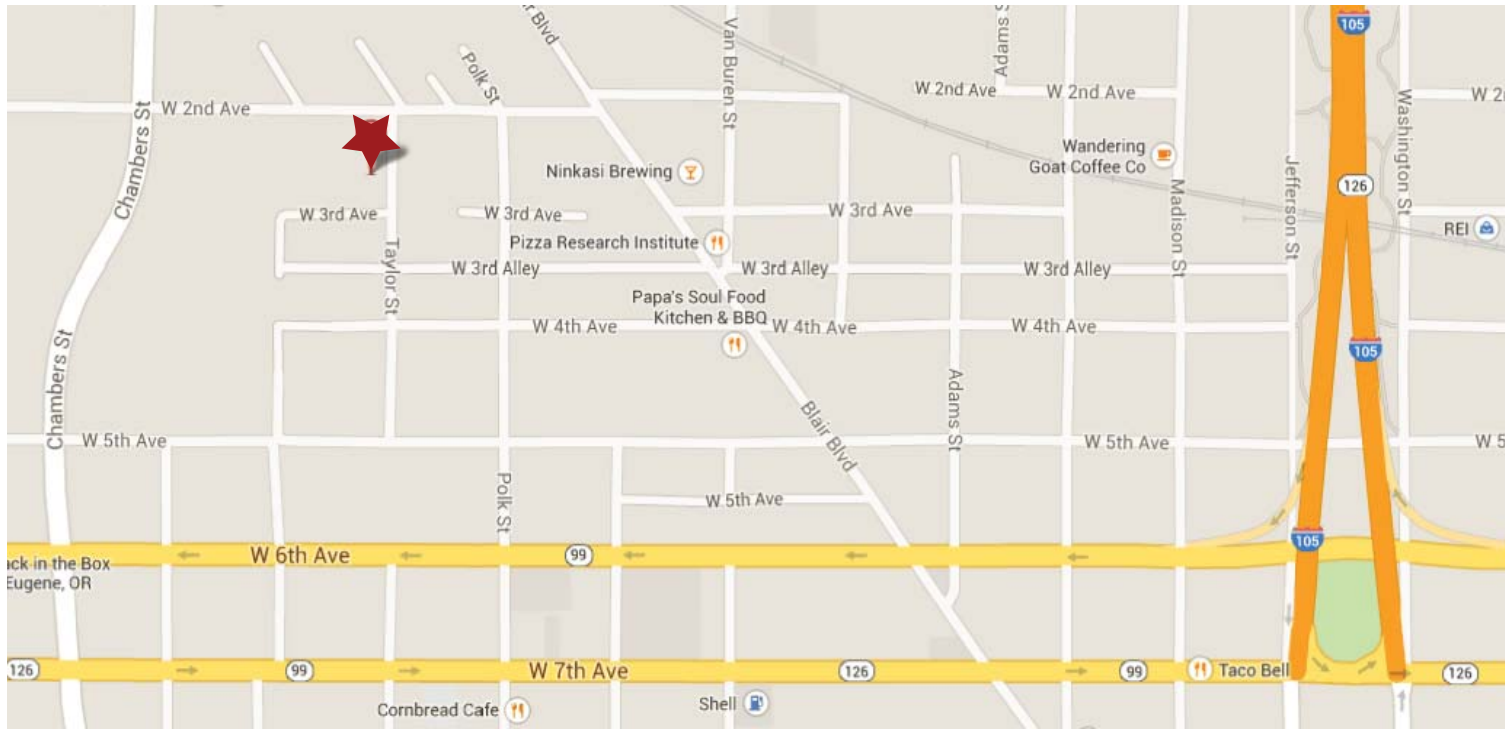 ir Blvd
Polk St
Van Buren St
Adams S
105
W 2nd Ave
W 2nd Ave
W 2nd Ave
W 2
Chambers St
Washington St
Ninkasi Brewing
Wandering
Goat Coffee Co
126
Jefferson St
Madison St
W 3rd Ave
W 3rd Ave
W 3rd Ave
REI
Pizza Research Institute
Taylor St
W 3rd Alley
W 3rd Alley
W 3rd Alley
Papa's Soul Food
Kitchen & BBQ
W 4th Ave
W 4th Ave
W 4th Ave
105
Chambers St
Adams St
Blair Blvd
W 5th Ave
W 5th Ave
W 5
Polk St
W 5th Ave
105
W 6th Ave
99
ack in the Box
Eugene, OR
126
99
W 7th Ave
126
99
Taco Bell
126
Cornbread Cafe
Shell